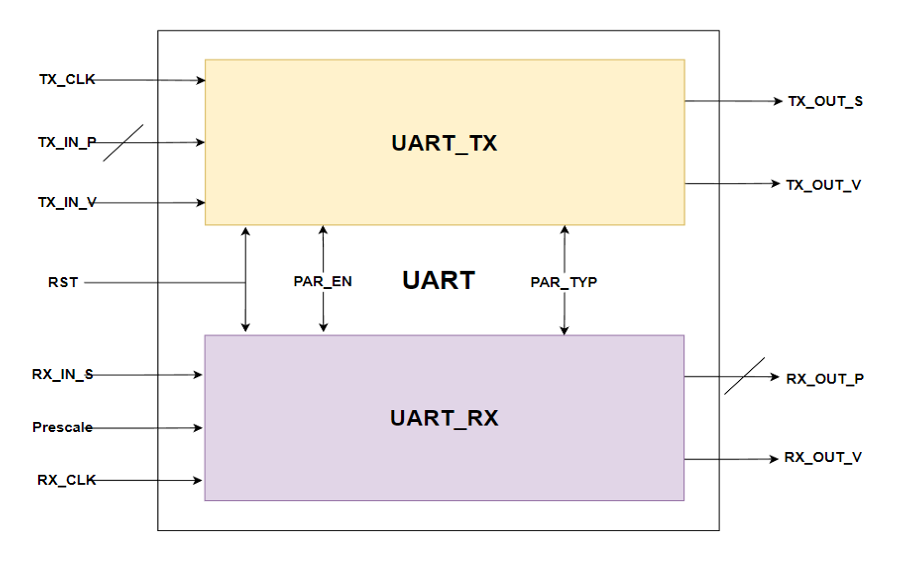 TX_CLK
TX_IN_P
TX_IN_V
UART_TX
TX_OUT_S
TX_OUT_V
RST
PAR_EN
UART
PAR_TYP
RX_IN_S
Prescale
RX_CLK
UART_RX
RX_OUT_P
RX_OUT_V